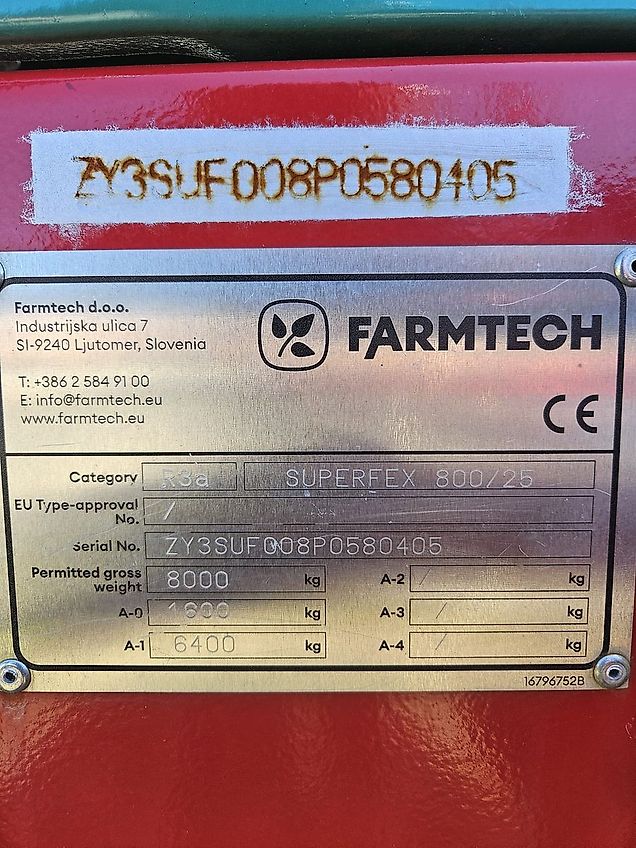 ZY3SUF008P0580405
Farmtech d.o.o.
Industrijska ulica 7
SI-9240 Ljutomer, Slovenia
T: +386 2 584 91 00
E: info@farmtech.eu
www.farmtech.eu
FARMTECH
CE
Category R3a SUPERFEX 800/25
EU Type-approval
No. /
Serial No. ZY3SUF008P0580405
Permitted gross
weight 8000 kg A-2 / kg
A-0 1600 kg A-3 / kg
A-1 6400 kg A-4 / kg
16796752B